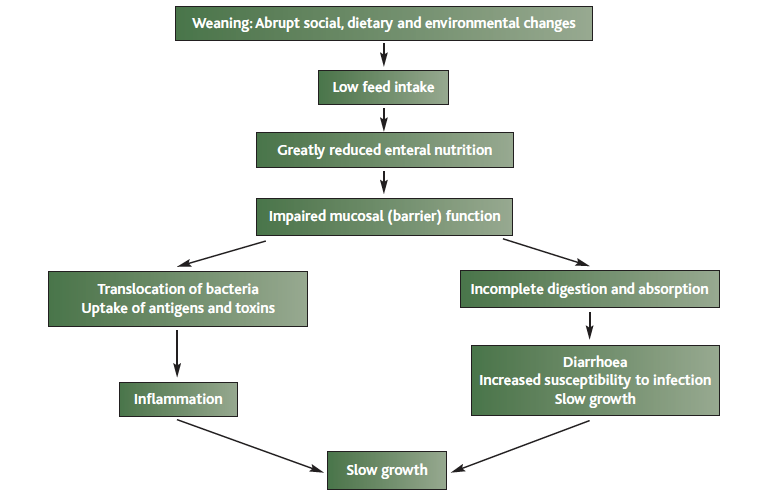 Weaning: Abrupt social, dietary and environmental changes
Low feed intake
Greatly reduced enteral nutrition
Impaired mucosal (barrier) function
Translocation of bacteria
Uptake of antigens and toxins
Incomplete digestion and absorption
Diarrhoea
Increased susceptibility to infection
Slow growth
Inflammation
Slow growth